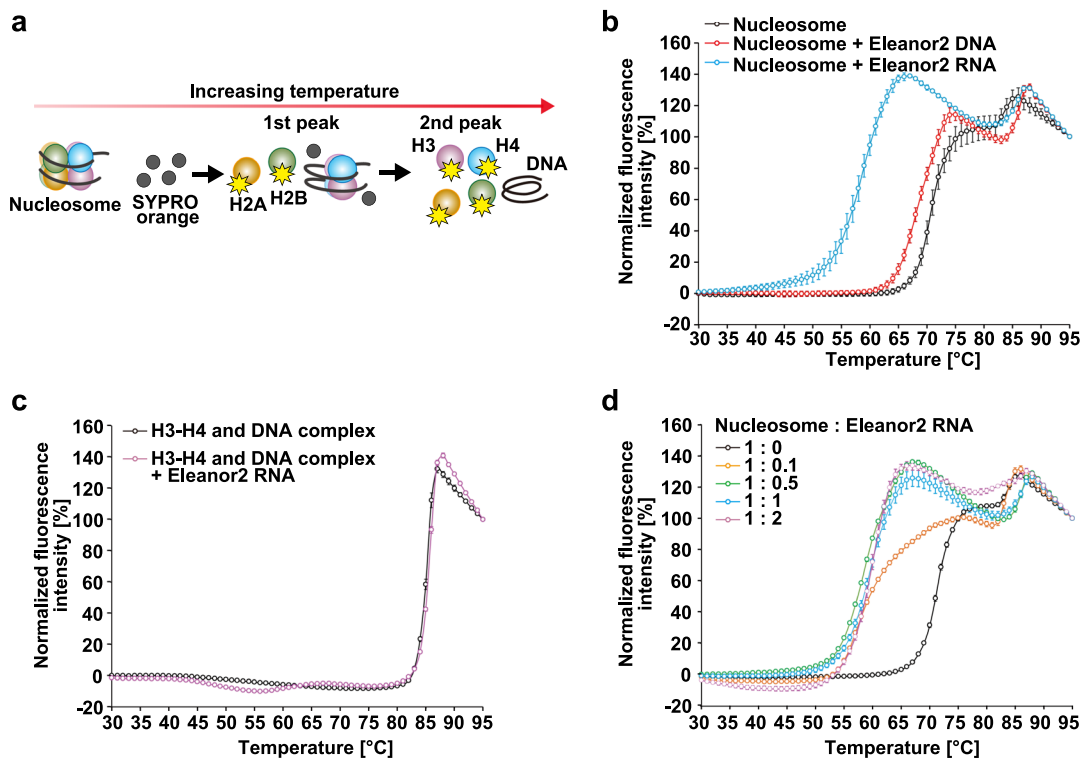 a
Increasing temperature
1st peak
2nd peak
H3
H4
DNA
Nucleosome
SYPRO
orange
H2A
H2B
b
Nucleosome
Nucleosome + Eleanor2 DNA
Nucleosome + Eleanor2 RNA
Normalized fluorescence
intensity [%]
160
140
120
100
80
60
40
20
0
-20
30 35 40 45 50 55 60 65 70 75 80 85 90 95
Temperature [°C]
c
H3-H4 and DNA complex
H3-H4 and DNA complex
+ Eleanor2 RNA
Normalized fluorescence
intensity [%]
160
140
120
100
80
60
40
20
0
-20
30 35 40 45 50 55 60 65 70 75 80 85 90 95
Temperature [°C]
d
Nucleosome : Eleanor2 RNA
1 : 0
1 : 0.1
1 : 0.5
1 : 1
1 : 2
Normalized fluorescence
intensity [%]
160
140
120
100
80
60
40
20
0
-20
30 35 40 45 50 55 60 65 70 75 80 85 90 95
Temperature [°C]